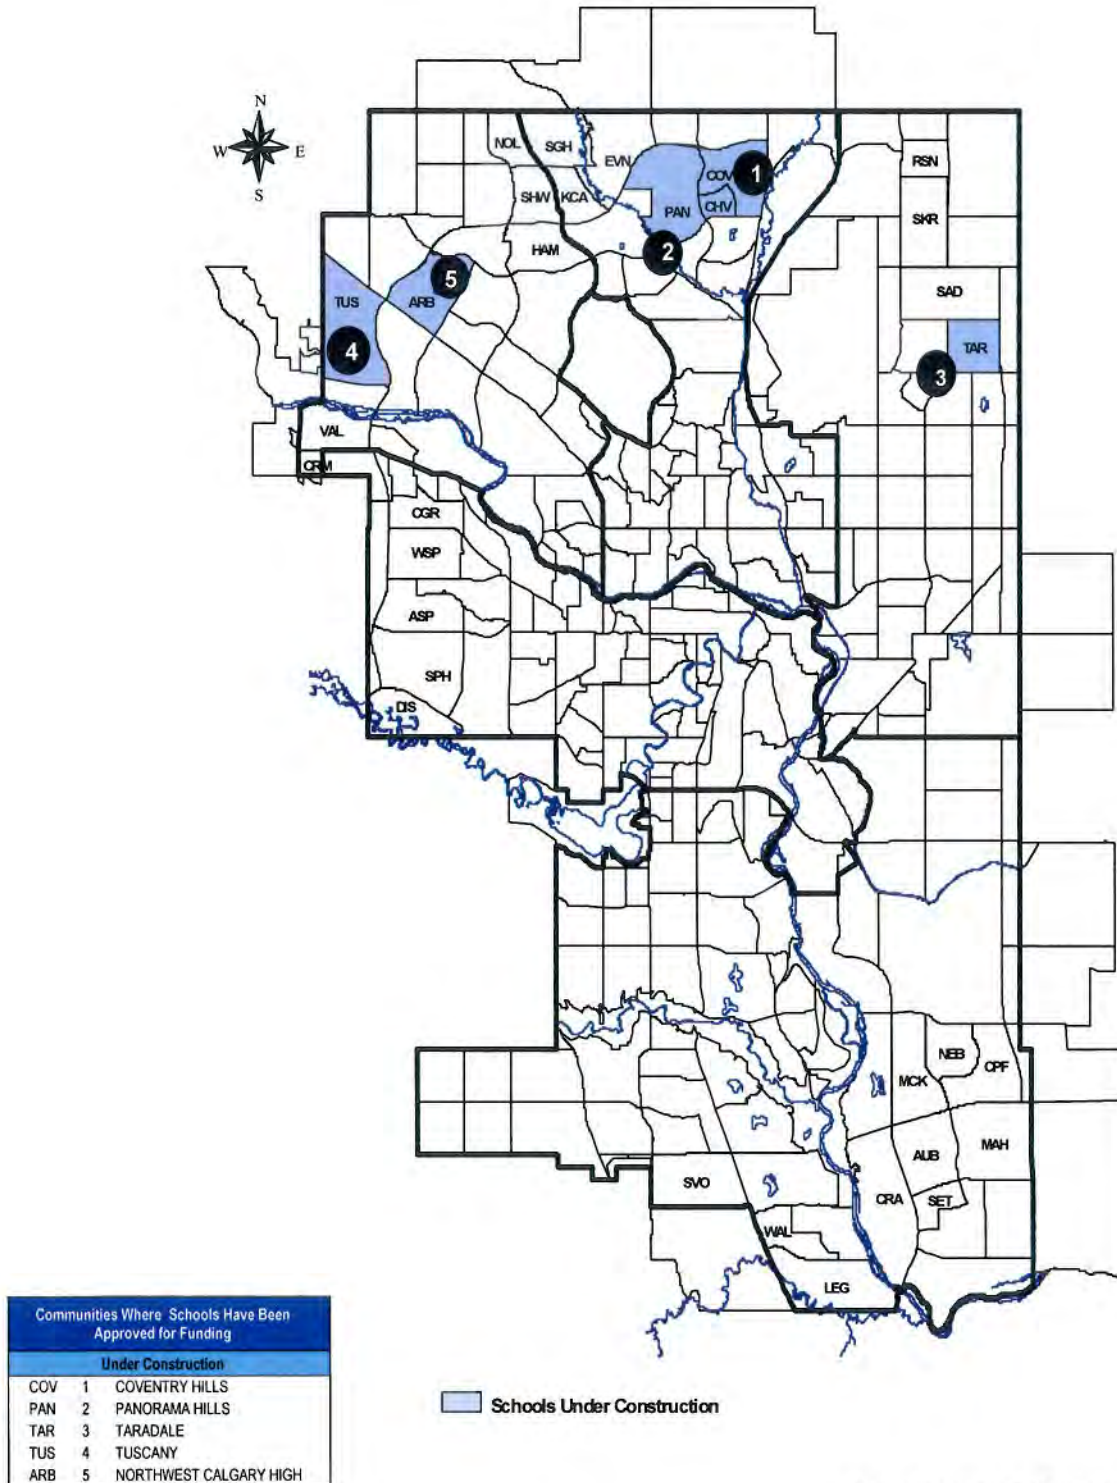 N
W E
S
NOL
SGH
EVN
COV
1
RSN
SHW
KCA
PAN
CHV
SKR
HAM
2
5
TUS
ARB
SAD
4
TAR
3
VAL
CRM
CGR
WSP
ASP
SPH
DIS
NEB
CPF
MCK
AUB
MAH
SVO
CRA
SET
WAL
LEG
Communities Where Schools Have Been
Approved for Funding
Under Construction
COV 1 COVENTRY HILLS
PAN 2 PANORAMA HILLS
TAR 3 TARADALE
TUS 4 TUSCANY
ARB 5 NORTHWEST CALGARY HIGH
Schools Under Construction